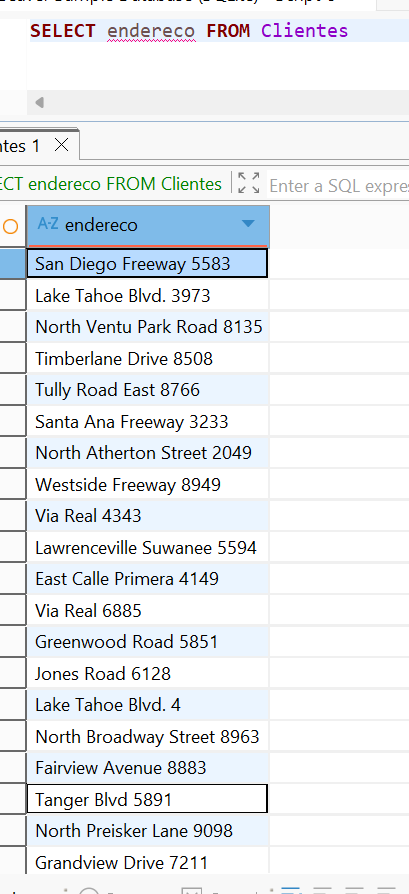 SELECT endereco FROM Clientes
ntes 1
ECT endereco FROM Clientes
Enter a SQL expres
A-Z endereco
San Diego Freeway 5583
Lake Tahoe Blvd. 3973
North Ventu Park Road 8135
Timberlane Drive 8508
Tully Road East 8766
Santa Ana Freeway 3233
North Atherton Street 2049
Westside Freeway 8949
Via Real 4343
Lawrenceville Suwanee 5594
East Calle Primera 4149
Via Real 6885
Greenwood Road 5851
Jones Road 6128
Lake Tahoe Blvd. 4
North Broadway Street 8963
Fairview Avenue 8883
Tanger Blvd 5891
North Preisker Lane 9098
Grandview Drive 7211